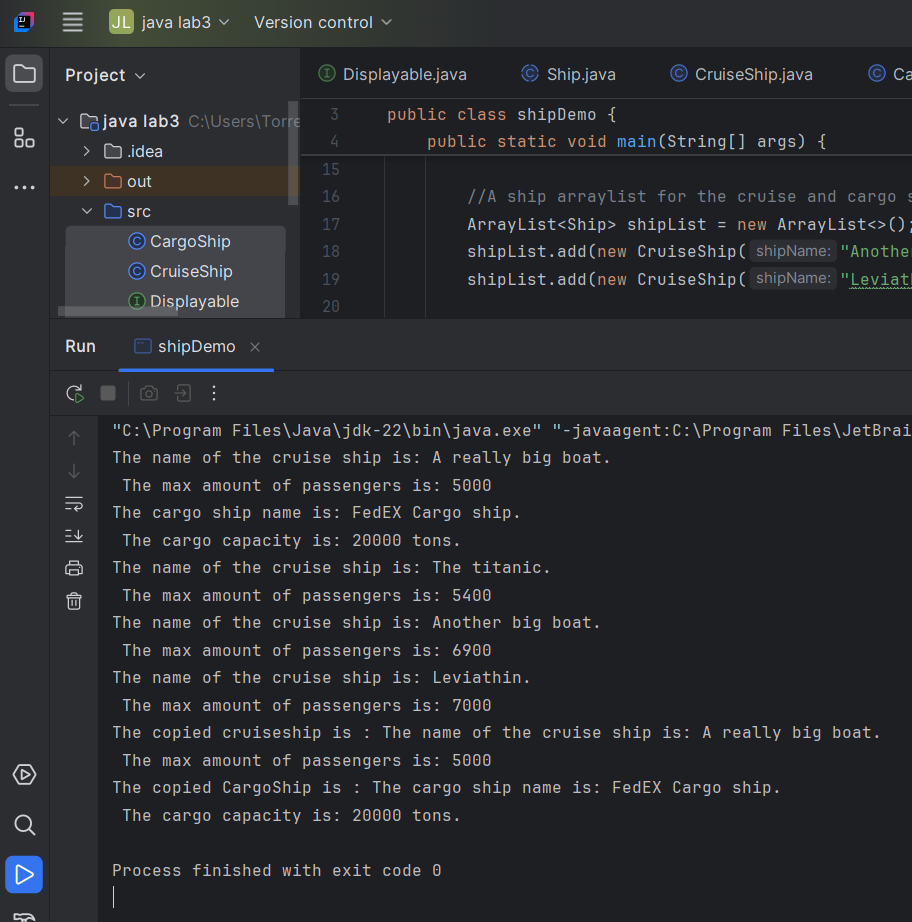 JL java lab3 Version control
Project
Displayable.java Ship.java CruiseShip.java
java lab3 C:\Users\Torre
.idea
out
src
CargoShip
CruiseShip
Displayable
3 public class shipDemo {
4 public static void main(String[] args) {
15
16 //A ship arraylist for the cruise and cargo s
17 ArrayList<Ship> shipList = new ArrayList<>();
18 shipList.add(new CruiseShip( shipName: "Another
19 shipList.add(new CruiseShip( shipName: "Leviath
20
Run shipDemo
"C:\Program Files\Java\jdk-22\bin\java.exe" "-javaagent:C:\Program Files\JetBrai
The name of the cruise ship is: A really big boat.
The max amount of passengers is: 5000
The cargo ship name is: FedEX Cargo ship.
The cargo capacity is: 20000 tons.
The name of the cruise ship is: The titanic.
The max amount of passengers is: 5400
The name of the cruise ship is: Another big boat.
The max amount of passengers is: 6900
The name of the cruise ship is: Leviathin.
The max amount of passengers is: 7000
The copied cruiseship is : The name of the cruise ship is: A really big boat.
The max amount of passengers is: 5000
The copied CargoShip is : The cargo ship name is: FedEX Cargo ship.
The cargo capacity is: 20000 tons.
Process finished with exit code 0